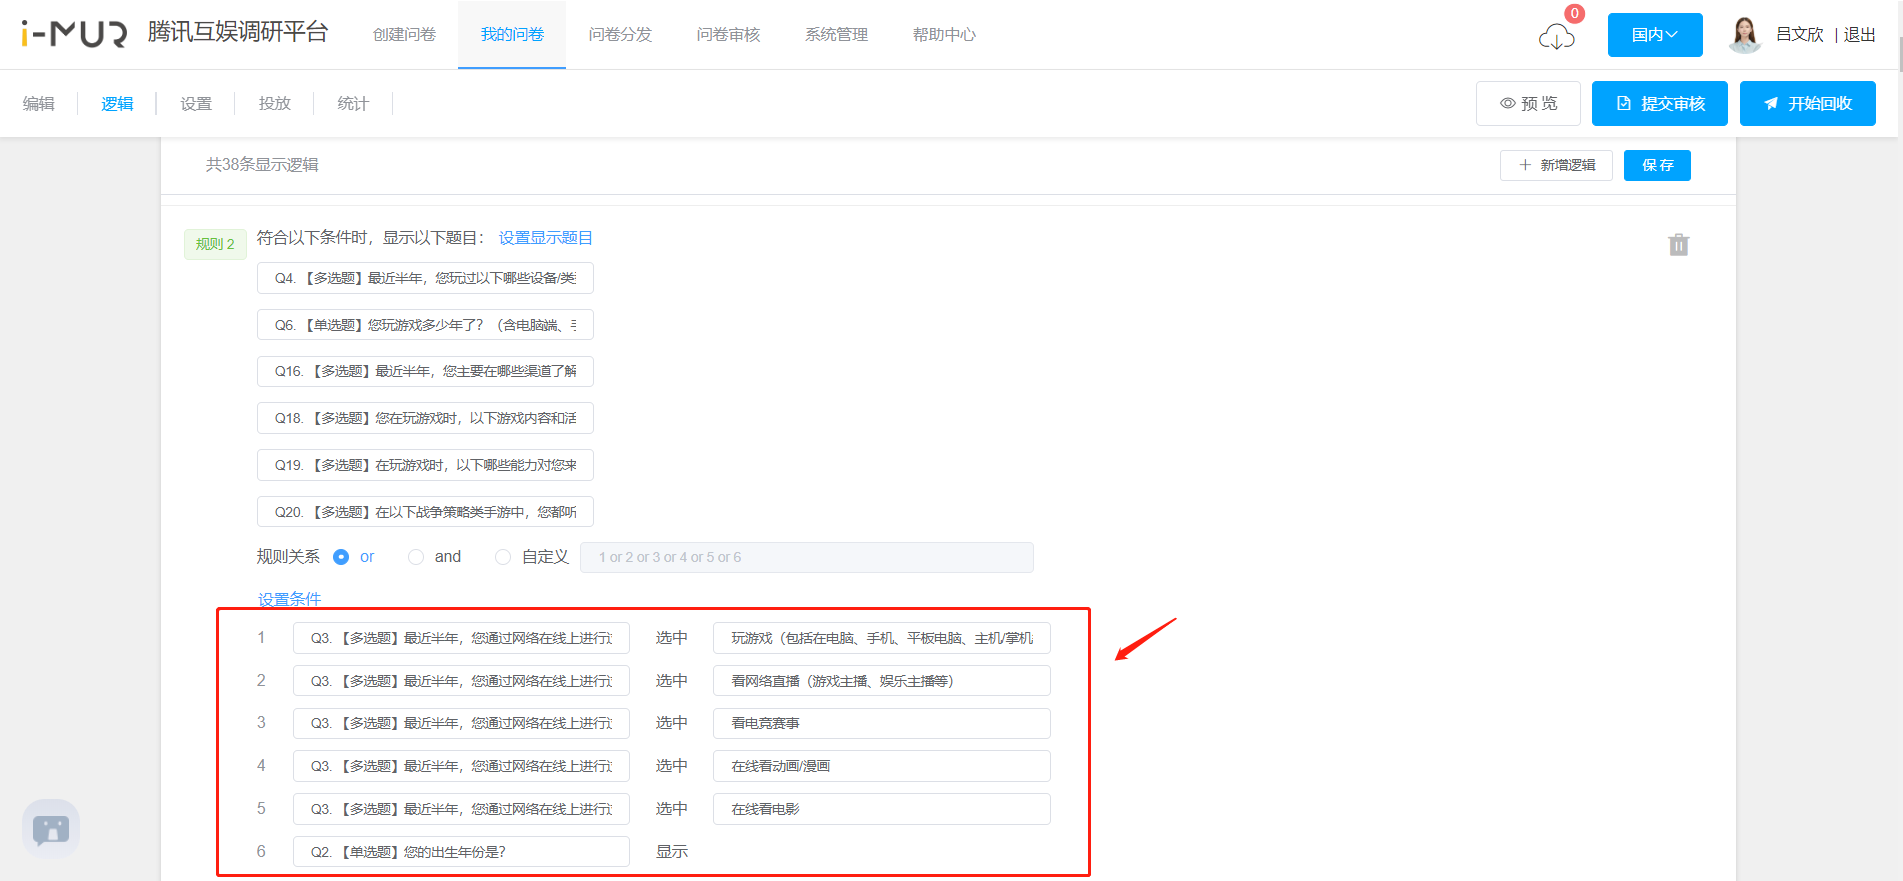 i-MUR 腾讯互娱调研平台 创建问卷 我的问卷 问卷分发 问卷审核 系统管理 帮助中心 0 国内 吕文欣 | 退出
编辑 逻辑 设置 投放 统计 预 览 提交审核 开始回收
共38条显示逻辑 + 新增逻辑 保 存
规则 2 符合以下条件时，显示以下题目： 设置显示题目
Q4. 【多选题】最近半年，您玩过以下哪些设备/类
Q6. 【单选题】您玩游戏多少年了？（含电脑端、
Q16. 【多选题】最近半年，您主要在哪些渠道了解
Q18. 【多选题】您在玩游戏时，以下游戏内容和活
Q19. 【多选题】在玩游戏时，以下哪些能力对您来
Q20. 【多选题】在以下战争策略类手游中，您都听
规则关系 or and 自定义 1 or 2 or 3 or 4 or 5 or 6
设置条件
1 Q3. 【多选题】最近半年，您通过网络在线上进行 选中 玩游戏（包括在电脑、手机、平板电脑、主机/掌机
2 Q3. 【多选题】最近半年，您通过网络在线上进行 选中 看网络直播（游戏主播、娱乐主播等）
3 Q3. 【多选题】最近半年，您通过网络在线上进行 选中 看电竞赛事
4 Q3. 【多选题】最近半年，您通过网络在线上进行 选中 在线看动画/漫画
5 Q3. 【多选题】最近半年，您通过网络在线上进行 选中 在线看电影
6 Q2. 【单选题】您的出生年份是？ 显示